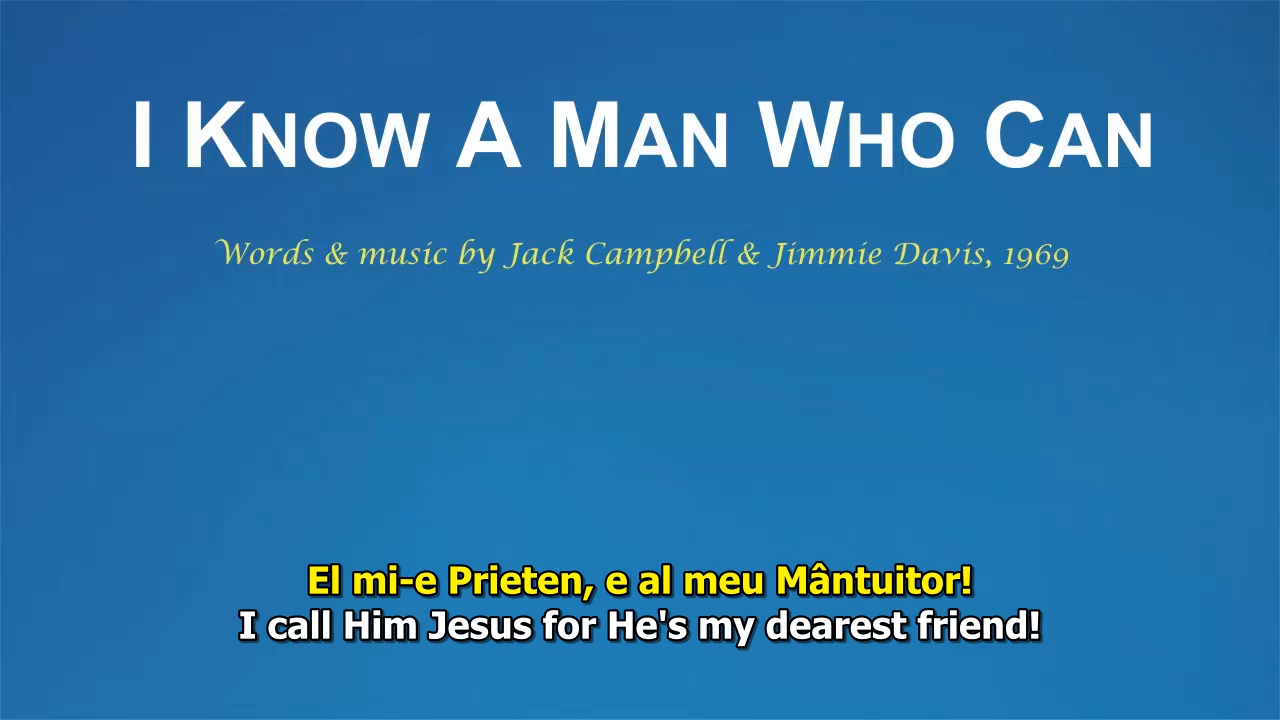 I Know A Man Who Can
Words & music by Jack Campbell & Jimmie Davis, 1969
El mi-e Prieten, e al meu Mântuitor!
I call Him Jesus for He's my dearest friend!